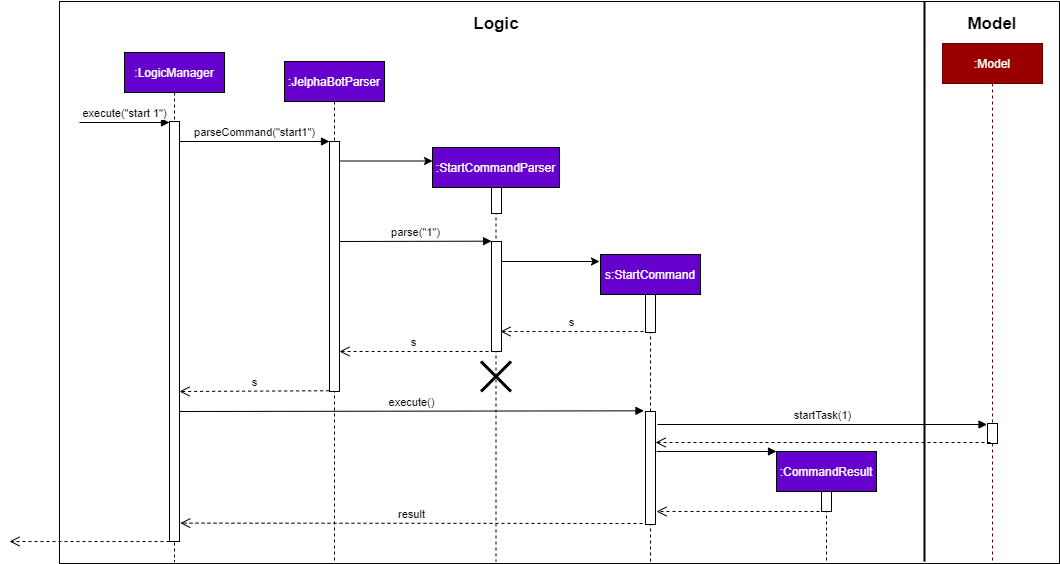 Logic
Model
:LogicManager
:JelphaBotParser
:Model
execute("start 1")
parseCommand("start1")
:StartCommandParser
parse("1")
s:StartCommand
s
s
s
execute()
startTask(1)
:CommandResult
result